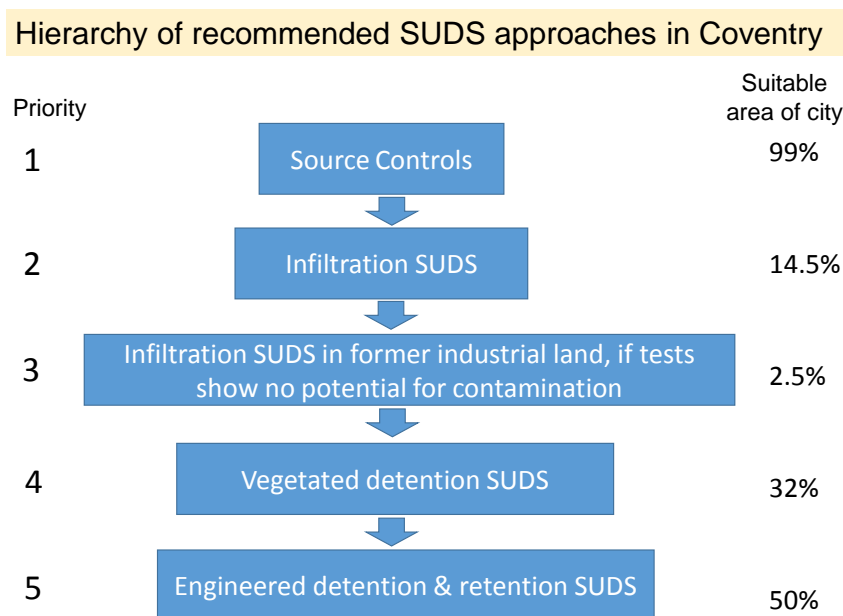 Hierarchy of recommended SUDS approaches in Coventry
Priority
Suitable
area of city
1
Source Controls
99%
2
Infiltration SUDS
14.5%
3
Infiltration SUDS in former industrial land, if tests
show no potential for contamination
2.5%
4
Vegetated detention SUDS
32%
5
Engineered detention & retention SUDS
50%